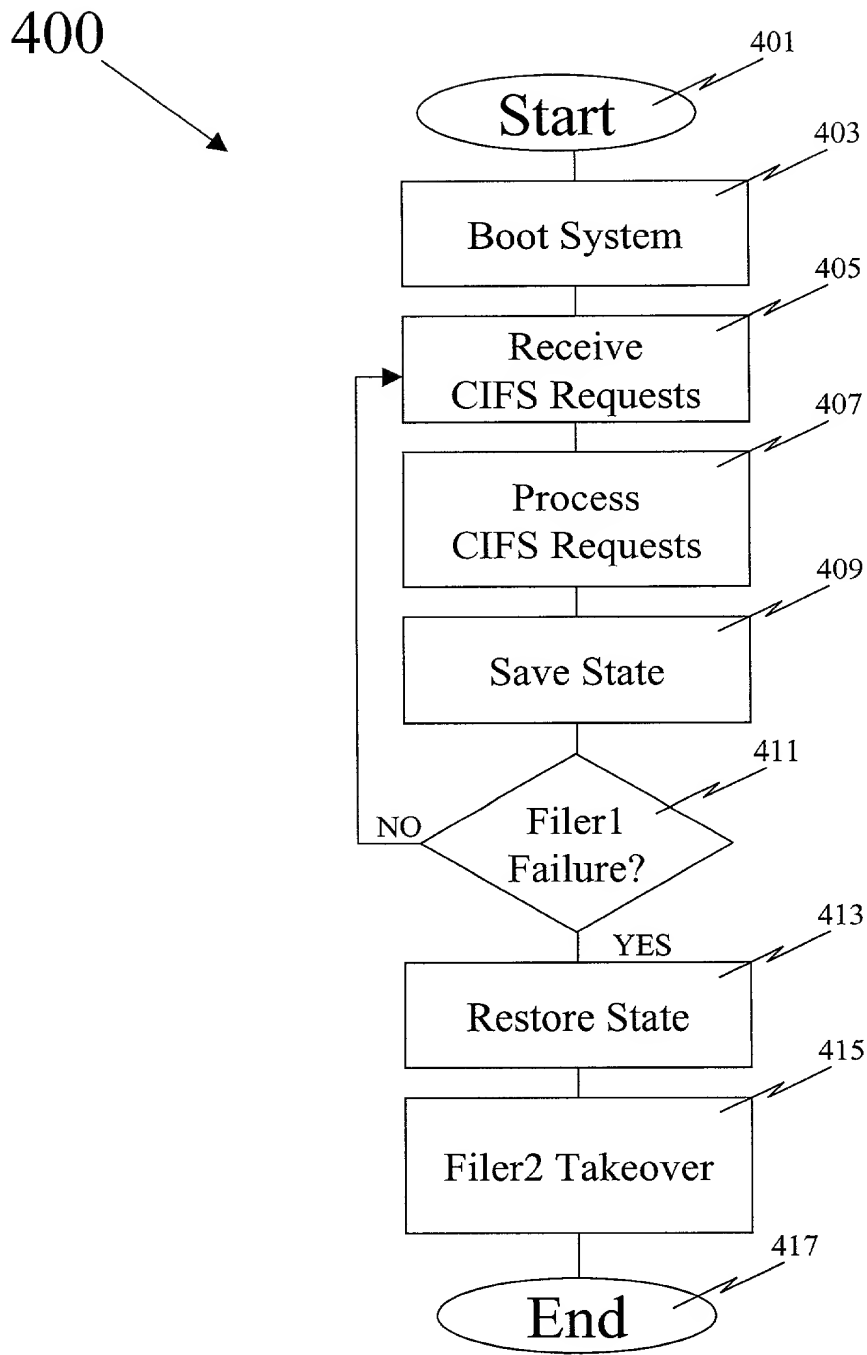 400
401
Start
403
Boot System
405
Receive
CIFS Requests
407
Process
CIFS Requests
409
Save State
411
Filer1
Failure?
NO
YES
413
Restore State
415
Filer2 Takeover
417
End